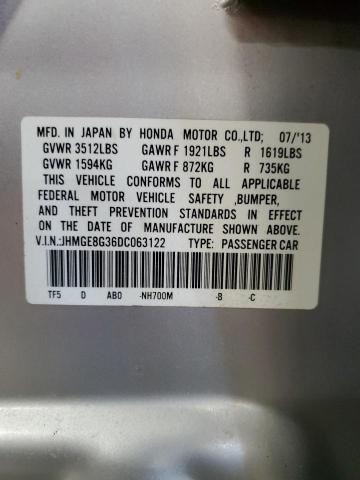 MFD. IN JAPAN BY HONDA MOTOR CO.,LTD; 07/'13
GVWR 3512LBS GAWR F 1921LBS R 1619LBS
GVWR 1594KG GAWR F 872KG R 735KG
THIS VEHICLE CONFORMS TO ALL APPLICABLE
FEDERAL MOTOR VEHICLE SAFETY ,BUMPER,
AND THEFT PREVENTION STANDARDS IN EFFECT
ON THE DATE OF MANUFACTURE SHOWN ABOVE.
V.I.N.:JHMGE8G36DC063122 TYPE: PASSENGER CAR
TF5 D AB0 -NH700M -B -C